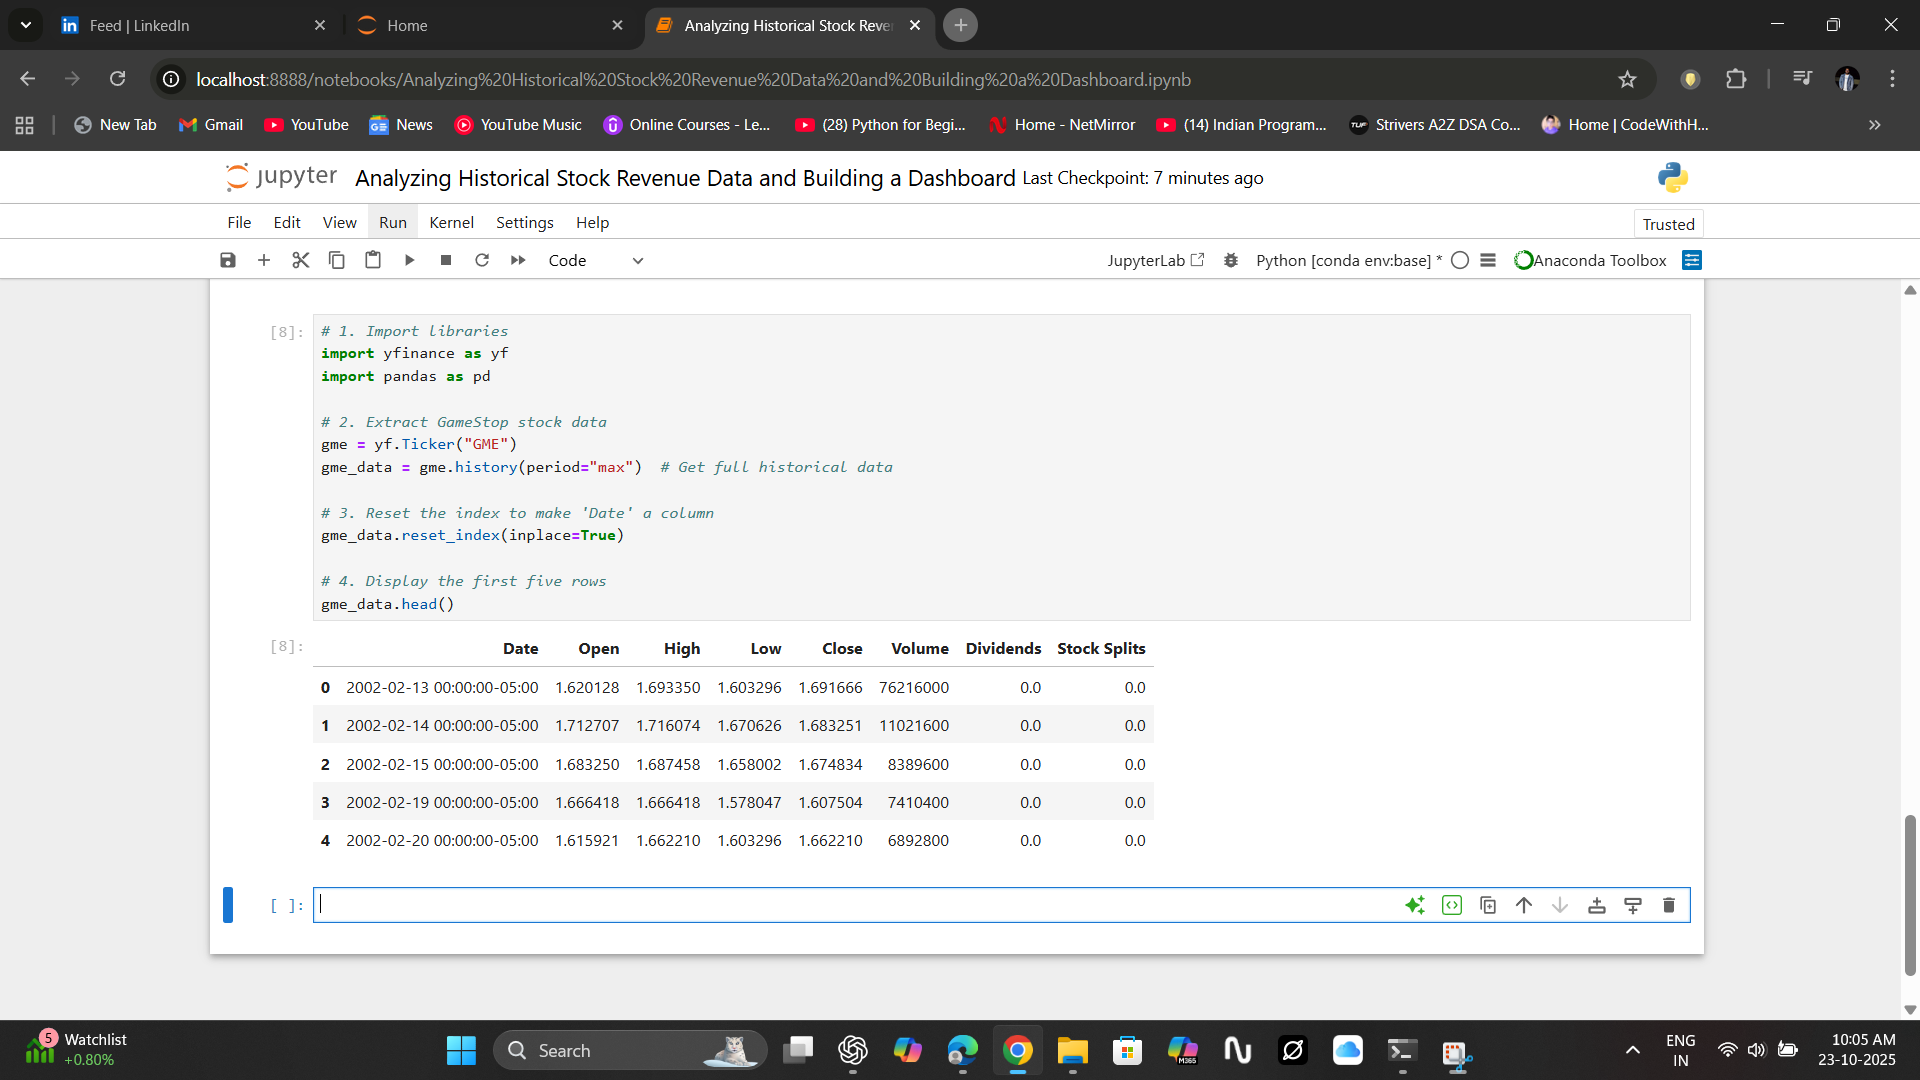 Feed | LinkedIn
Home
Analyzing Historical Stock Reve
localhost:8888/notebooks/Analyzing%20Historical%20Stock%20Revenue%20Data%20and%20Building%20a%20Dashboard.ipynb
New Tab
Gmail
YouTube
News
YouTube Music
Online Courses - Le...
(28) Python for Begi...
Home - NetMirror
(14) Indian Program...
Strivers A2Z DSA Co...
Home | CodeWithH...
jupyter Analyzing Historical Stock Revenue Data and Building a Dashboard Last Checkpoint: 7 minutes ago
File Edit View Run Kernel Settings Help
Trusted
Code
JupyterLab
Python [conda env:base] *
Anaconda Toolbox
[8]:
# 1. Import libraries
import yfinance as yf
import pandas as pd
# 2. Extract GameStop stock data
gme = yf.Ticker("GME")
gme_data = gme.history(period="max")  # Get full historical data
# 3. Reset the index to make 'Date' a column
gme_data.reset_index(inplace=True)
# 4. Display the first five rows
gme_data.head()
[8]:
Date Open High Low Close Volume Dividends Stock Splits
0 2002-02-13 00:00:00-05:00 1.620128 1.693350 1.603296 1.691666 76216000 0.0 0.0
1 2002-02-14 00:00:00-05:00 1.712707 1.716074 1.670626 1.683251 11021600 0.0 0.0
2 2002-02-15 00:00:00-05:00 1.683250 1.687458 1.658002 1.674834 8389600 0.0 0.0
3 2002-02-19 00:00:00-05:00 1.666418 1.666418 1.578047 1.607504 7410400 0.0 0.0
4 2002-02-20 00:00:00-05:00 1.615921 1.662210 1.603296 1.662210 6892800 0.0 0.0
[ ]:
5
Watchlist
+0.80%
Search
M365
ENG
IN
10:05 AM
23-10-2025